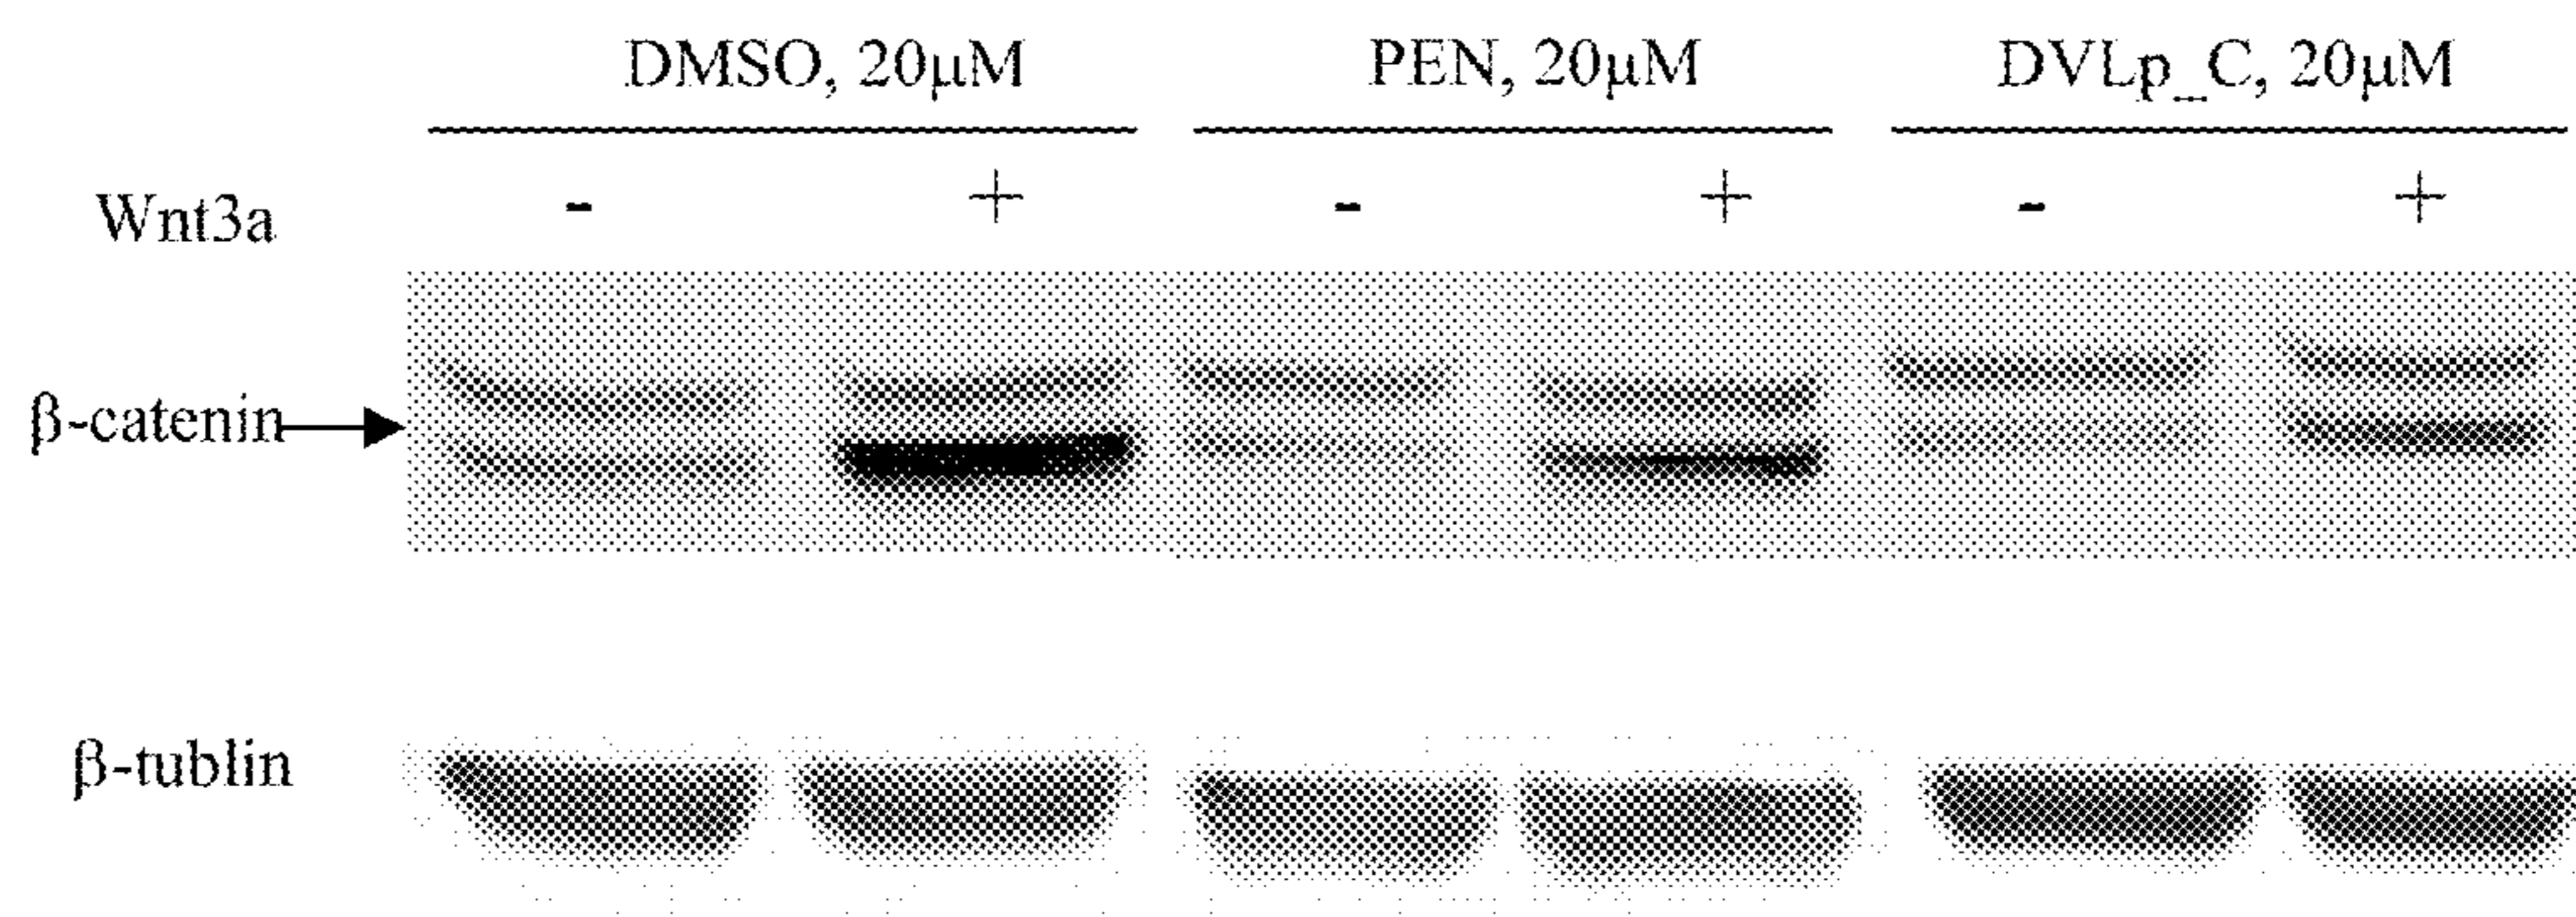 DMSO, 20μM PEN, 20μM DVLp_C, 20μM
Wnt3a - + - + - +
β-catenin
β-tublin